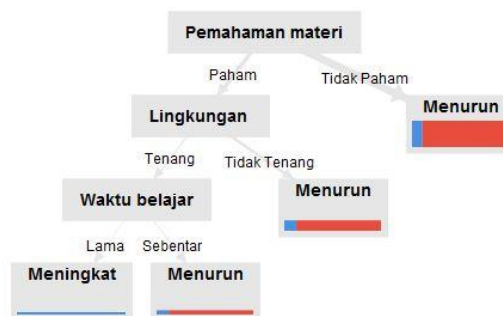 Pemahaman materi
Paham
Tidak Paham
Menurun
Lingkungan
Tenang
Tidak Tenang
Waktu belajar
Menurun
Lama
Sebentar
Meningkat
Menurun